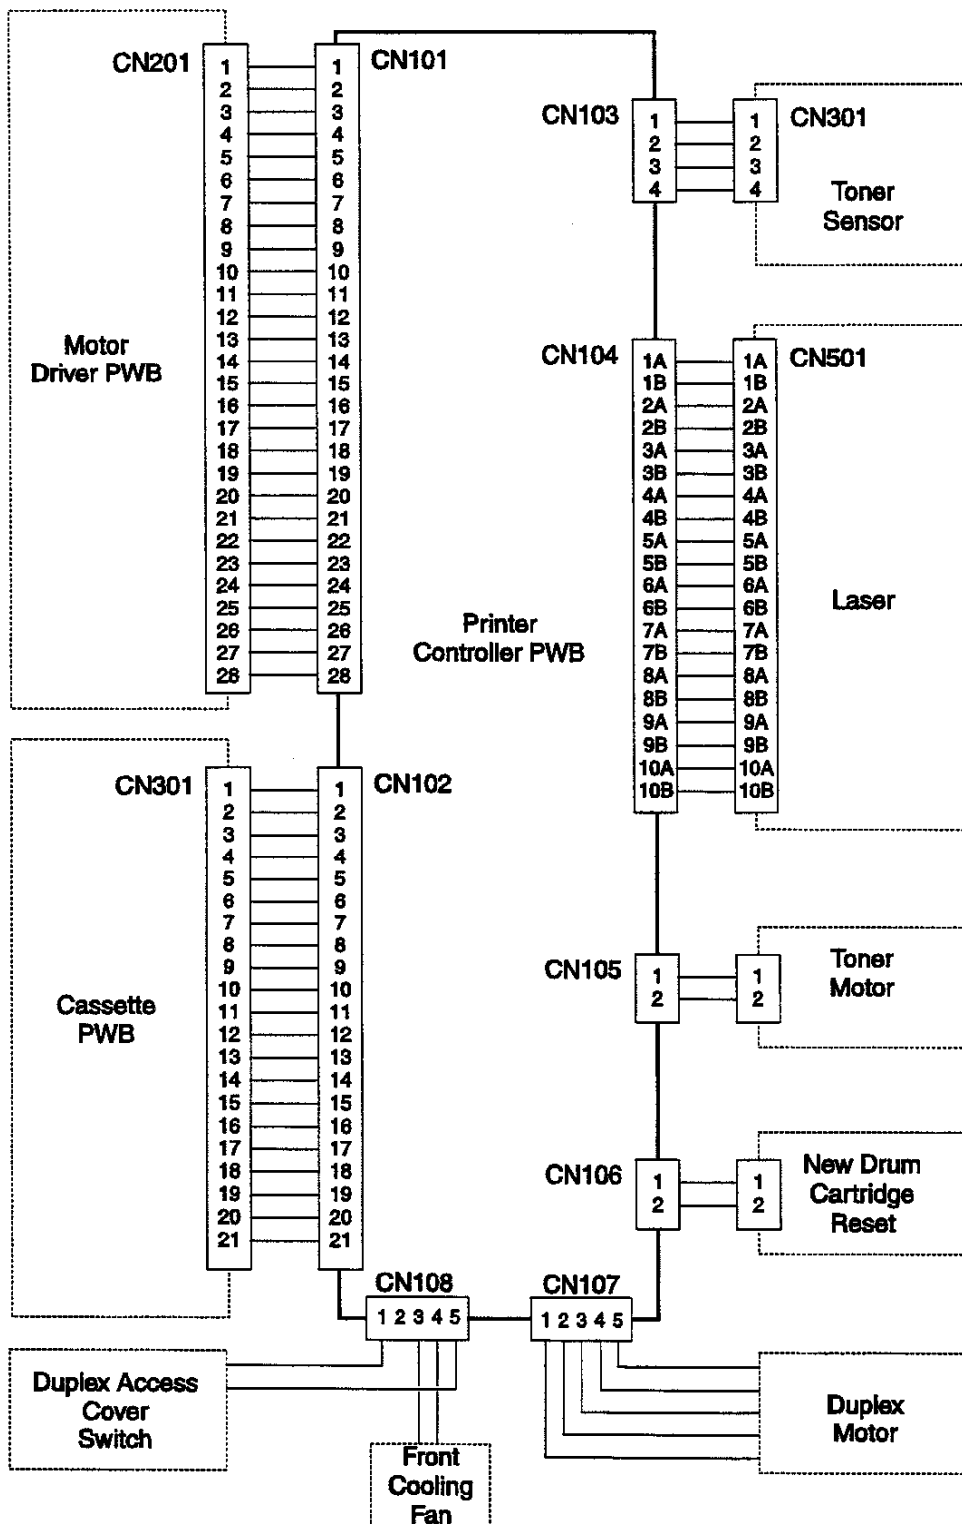 CN201
1
2
3
4
5
6
7
8
9
10
11
12
13
14
15
16
17
18
19
20
21
22
23
24
25
26
27
28
CN101
1
2
3
4
5
6
7
8
9
10
11
12
13
14
15
16
17
18
19
20
21
22
23
24
25
26
27
28
Motor
Driver PWB
CN103
1
2
3
4
1
2
3
4
CN301
Toner
Sensor
CN104
1A
1B
2A
2B
3A
3B
4A
4B
5A
5B
6A
6B
7A
7B
8A
8B
9A
9B
10A
10B
1A
1B
2A
2B
3A
3B
4A
4B
5A
5B
6A
6B
7A
7B
8A
8B
9A
9B
10A
10B
CN501
Laser
Printer
Controller PWB
CN301
1
2
3
4
5
6
7
8
9
10
11
12
13
14
15
16
17
18
19
20
21
CN102
1
2
3
4
5
6
7
8
9
10
11
12
13
14
15
16
17
18
19
20
21
Cassette
PWB
CN105
1
2
1
2
Toner
Motor
CN106
1
2
1
2
New Drum
Cartridge
Reset
CN108
1 2 3 4 5
CN107
1 2 3 4 5
Duplex Access
Cover
Switch
Front
Cooling
Fan
Duplex
Motor